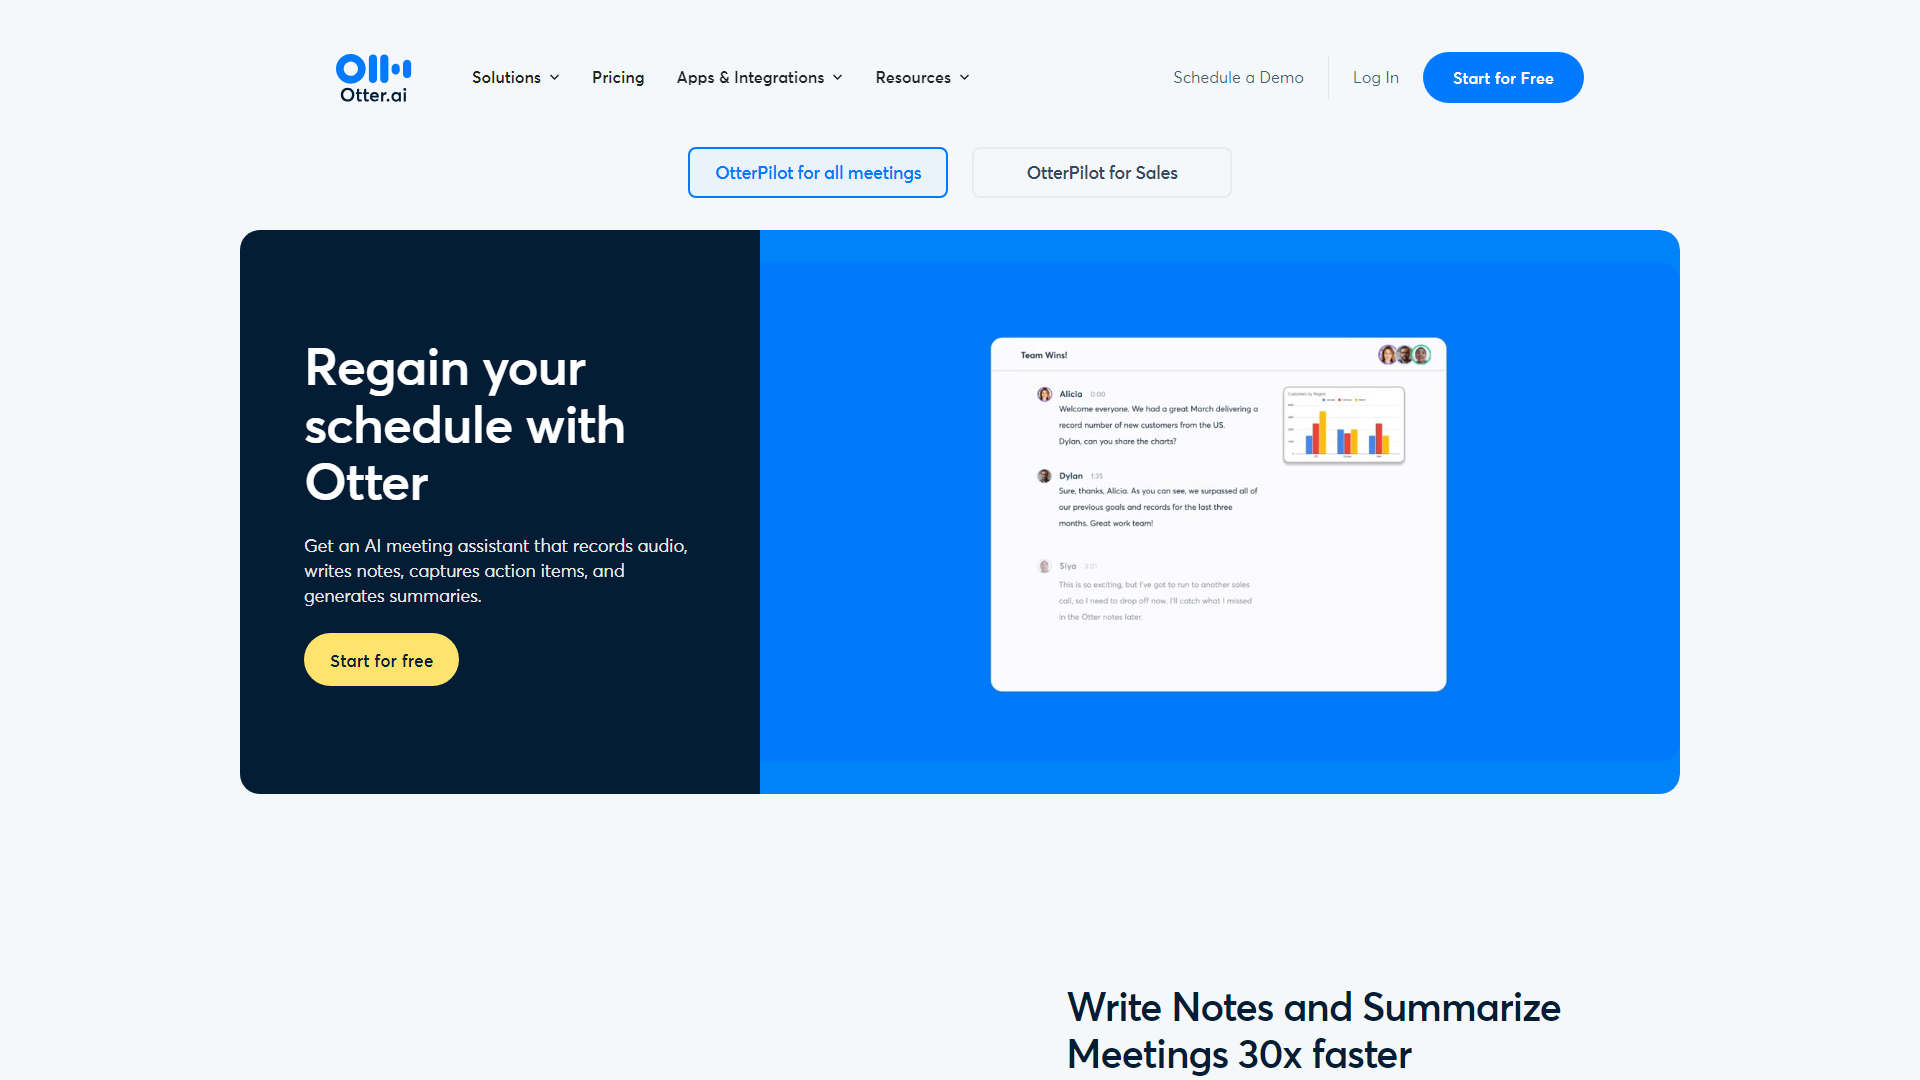 Otter.ai
Solutions
Pricing
Apps & Integrations
Resources
Schedule a Demo
Log In
Start for Free
OtterPilot for all meetings
OtterPilot for Sales
Regain your
schedule with
Otter
Get an AI meeting assistant that records audio,
writes notes, captures action items, and
generates summaries.
Start for free
Team Wins!
Alicia 0:00
Welcome everyone. We had a great March delivering a
record number of new customers from the US.
Dylan, can you share the charts?
Customers by Region
Dylan 1:35
Sure, thanks, Alicia. As you can see, we surpassed all of
our previous goals and records for the last three
months. Great work team!
Siya 3:01
This is so exciting, but I've got to run to another sales
call, so I need to drop off now. I'll catch what I missed
in the Otter notes later.
Write Notes and Summarize
Meetings 30x faster